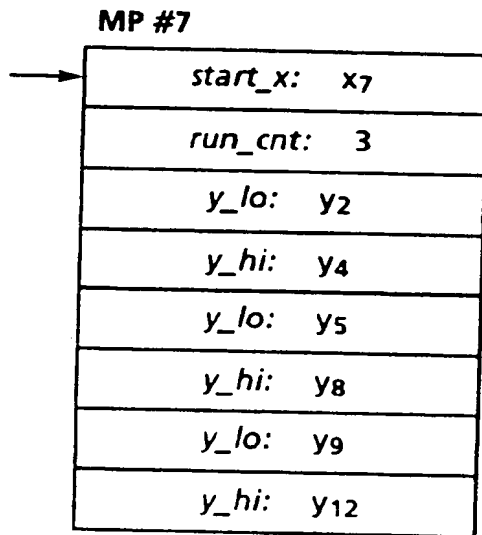 MP #7
start_x: x7
run_cnt: 3
y_lo: y2
y_hi: y4
y_lo: y5
y_hi: y8
y_lo: y9
y_hi: y12